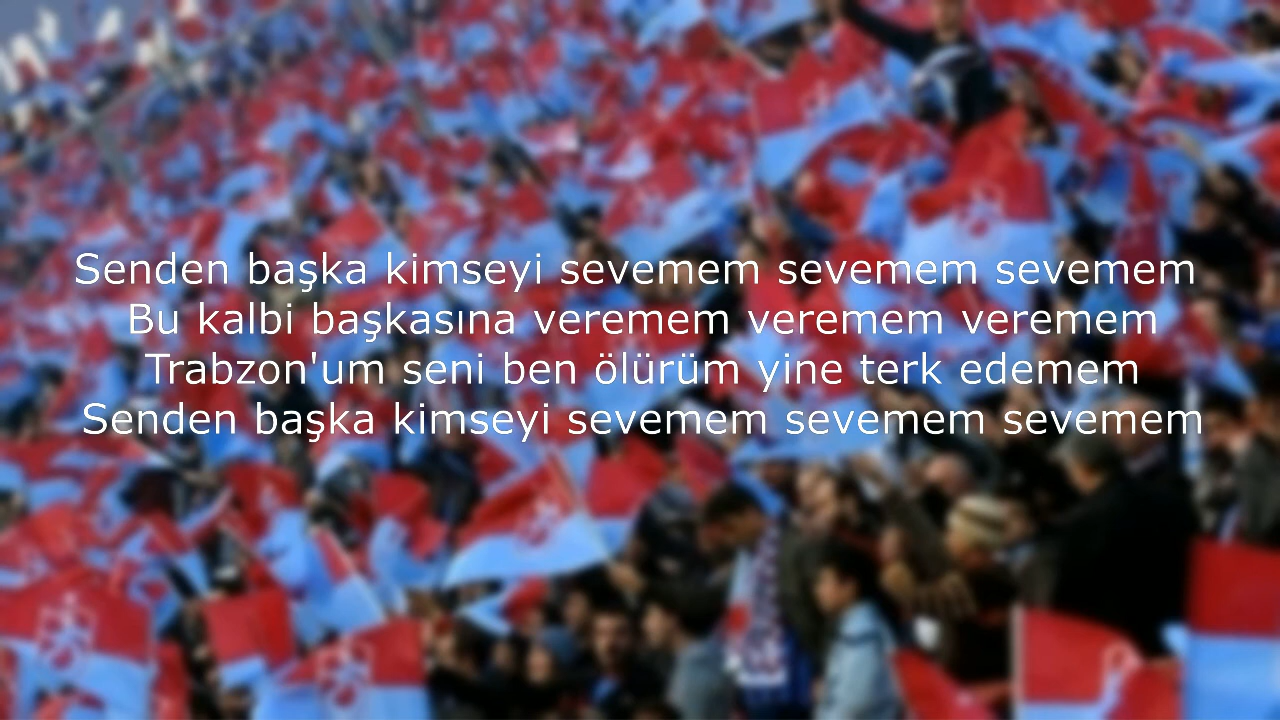 Senden başka kimseyi sevemem sevemem sevemem
Bu kalbi başkasına veremem veremem veremem
Trabzon'um seni ben ölürüm yine terk edemem
Senden başka kimseyi sevemem sevemem sevemem